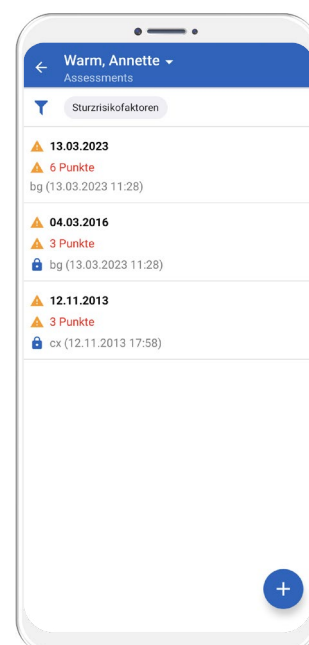 Warm, Annette
Assessments
Sturzrisikofaktoren
13.03.2023
6 Punkte
bg (13.03.2023 11:28)
04.03.2016
3 Punkte
bg (13.03.2023 11:28)
12.11.2013
3 Punkte
cx (12.11.2013 17:58)